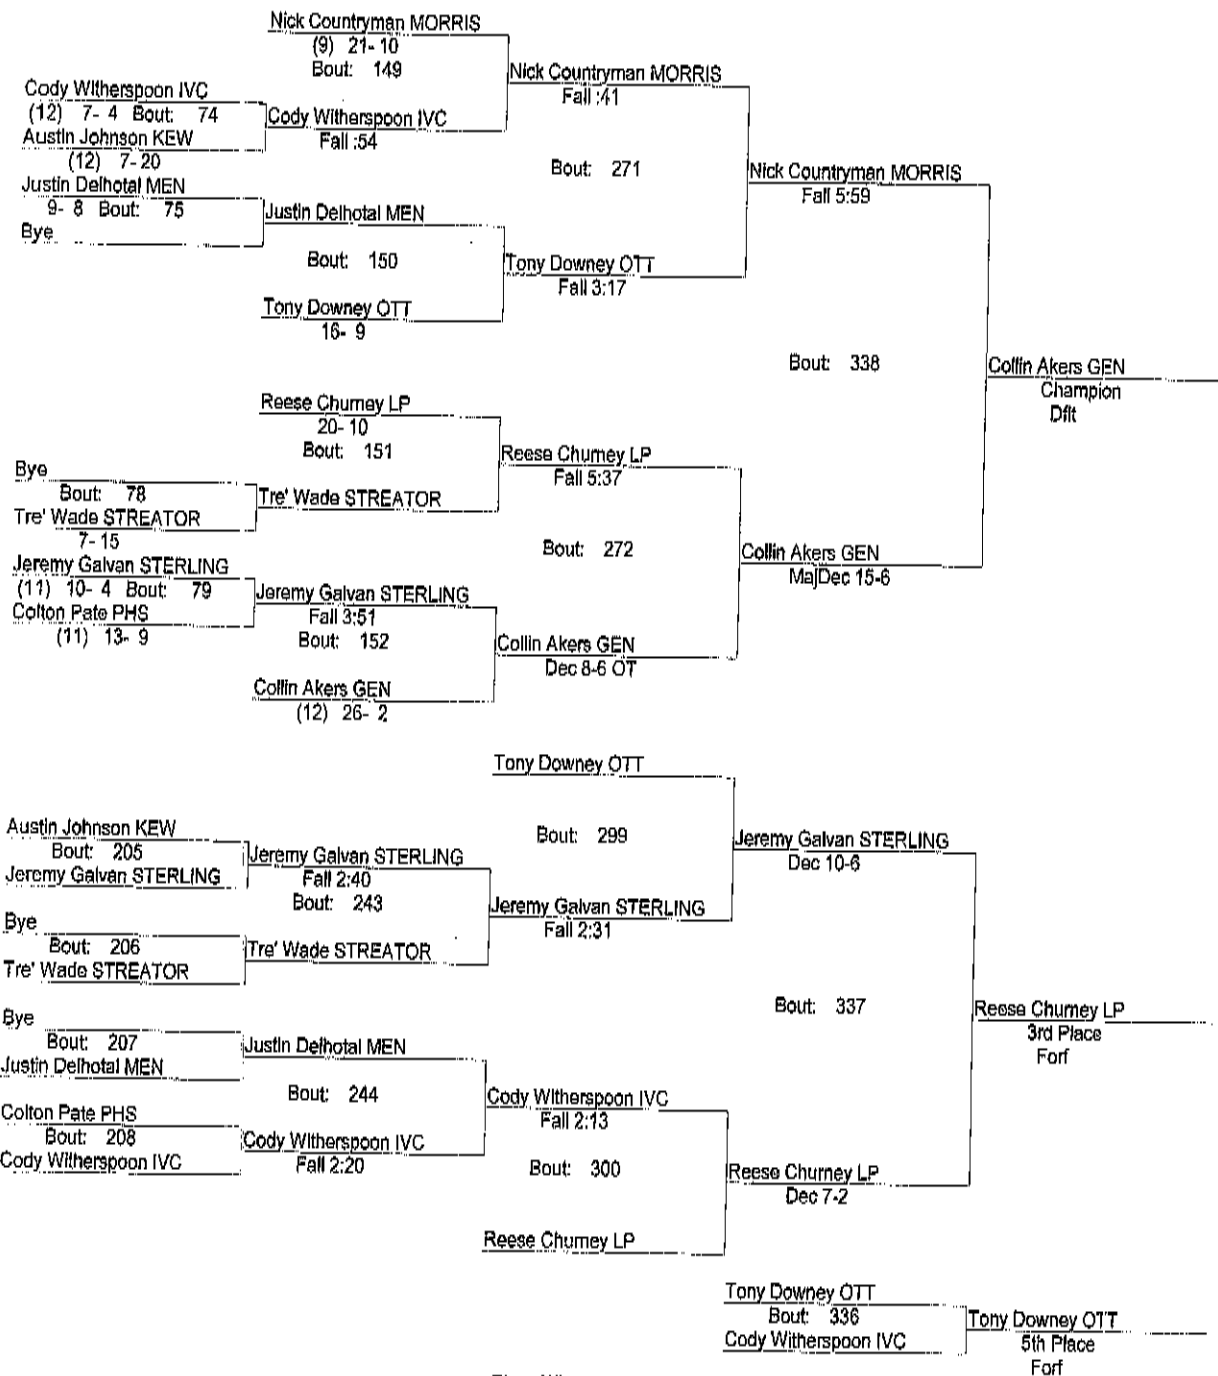 Nick Countryman MORRIS
(9) 21- 10
Bout: 149
Nick Countryman MORRIS
Fall :41
Cody Witherspoon IVC
(12) 7- 4 Bout: 74
Cody Witherspoon IVC
Fall :54
Austin Johnson KEW
(12) 7-20
Bout: 271
Nick Countryman MORRIS
Fall 5:59
Justin Delhotal MEN
9- 8 Bout: 75
Justin Delhotal MEN
Bye
Bout: 150
Tony Downey OTT
Fall 3:17
Tony Downey OTT
16- 9
Bout: 338
Collin Akers GEN
Champion
Dflt
Reese Churney LP
20- 10
Bout: 151
Reese Churney LP
Fall 5:37
Bye
Bout: 78
Tre' Wade STREATOR
Tre' Wade STREATOR
7- 15
Bout: 272
Collin Akers GEN
MajDec 15-6
Jeremy Galvan STERLING
(11) 10- 4 Bout: 79
Jeremy Galvan STERLING
Fall 3:51
Colton Pate PHS
(11) 13- 9
Bout: 152
Collin Akers GEN
Dec 8-6 OT
Collin Akers GEN
(12) 26- 2
Tony Downey OTT
Austin Johnson KEW
Bout: 205
Bout: 299
Jeremy Galvan STERLING
Dec 10-6
Jeremy Galvan STERLING
Fall 2:40
Jeremy Galvan STERLING
Bout: 243
Jeremy Galvan STERLING
Fall 2:31
Bye
Bout: 206
Tre' Wade STREATOR
Tre' Wade STREATOR
Bout: 337
Reese Churney LP
3rd Place
Forf
Bye
Bout: 207
Justin Delhotal MEN
Justin Delhotal MEN
Bout: 244
Cody Witherspoon IVC
Fall 2:13
Colton Pate PHS
Bout: 208
Cody Witherspoon IVC
Fall 2:20
Cody Witherspoon IVC
Bout: 300
Reese Churney LP
Dec 7-2
Reese Churney LP
Tony Downey OTT
Bout: 336
Tony Downey OTT
5th Place
Forf
Cody Witherspoon IVC